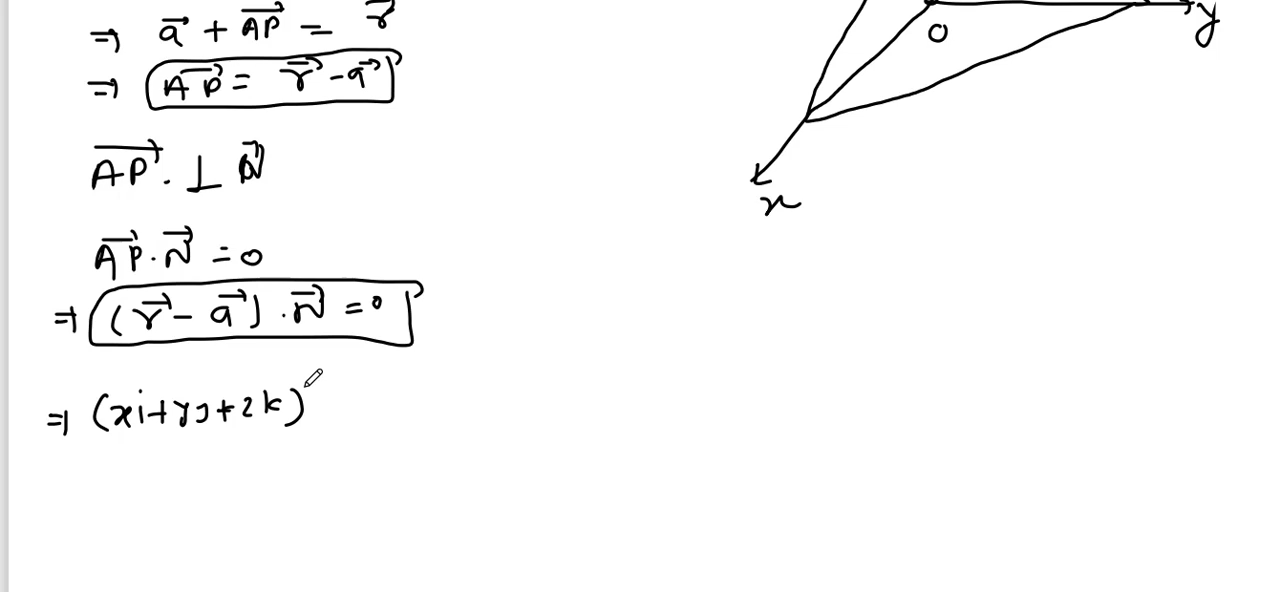 ⇒ a⃗ + AP⃗ = r⃗
⇒ AP⃗ = r⃗ - a⃗
AP⃗. ⊥ N⃗
AP⃗ . N⃗ = 0
⇒ (r⃗ - a⃗) . N⃗ = 0
⇒ (xi + yj + zk)
O
y
x